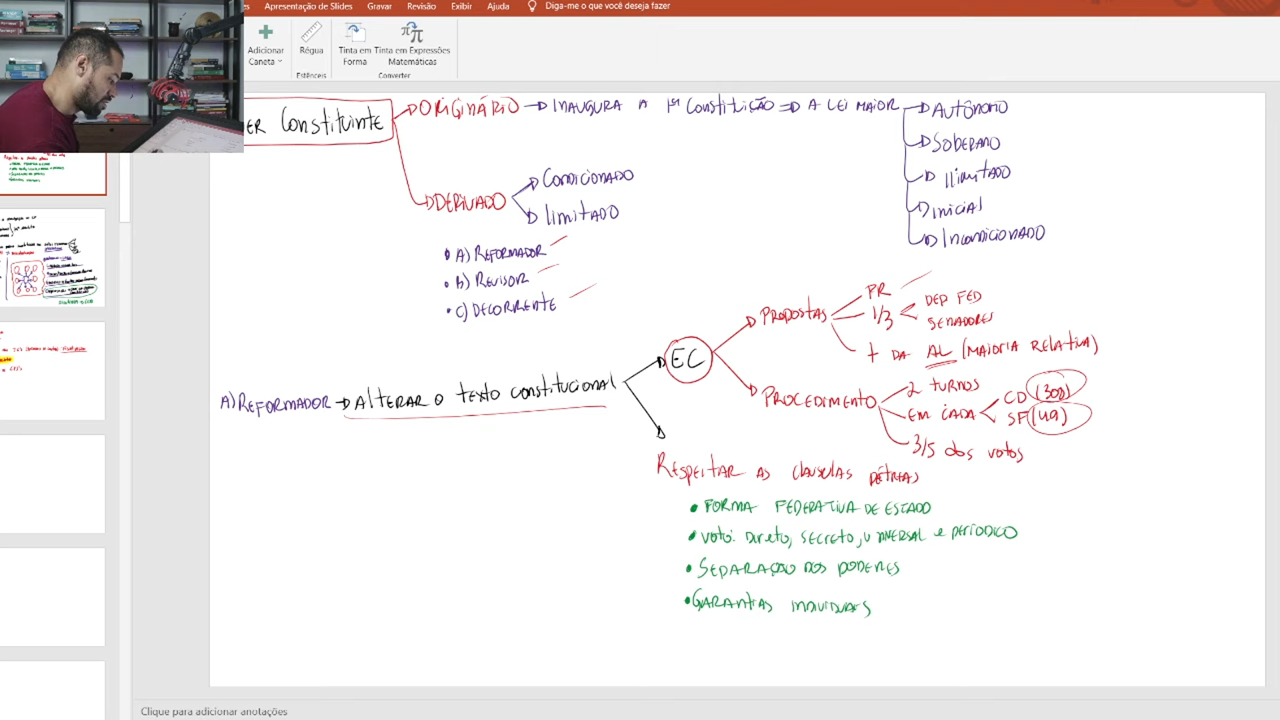 es Apresentação de Slides Gravar Revisão Exibir Ajuda Diga-me o que você deseja fazer
Adicionar Caneta
Régua
Tinta em Forma
Tinta em Expressões Matemáticas
Estênceis
Converter
ER CONSTITUINTE
ORIGINÁRIO
INAUGURA A 1ª CONSTITUIÇÃO
A LEI MAIOR
AUTÔNOMO
SOBERANO
ILIMITADO
INICIAL
INCONDICIONADO
DERIVADO
CONDICIONADO
LIMITADO
• A) REFORMADOR
• B) REVISOR
• C) DECORRENTE
A) REFORMADOR
ALTERAR O TEXTO CONSTITUCIONAL
EC
PROPOSTAS
PR
1/3
DEP FED
SENADORES
+ DA AL (MAIORIA RELATIVA)
PROCEDIMENTO
2 TURNOS
EM CADA
CD (308)
SF (49)
3/5 DOS VOTOS
RESPEITAR AS CLAUSULAS PÉTREAS
• FORMA FEDERATIVA DE ESTADO
• VOTO: DIRETO, SECRETO, UNIVERSAL E PERÍODICO
• SEPARAÇÃO DOS PODERES
• GARANTIAS INDIVIDUAIS
Clique para adicionar anotações